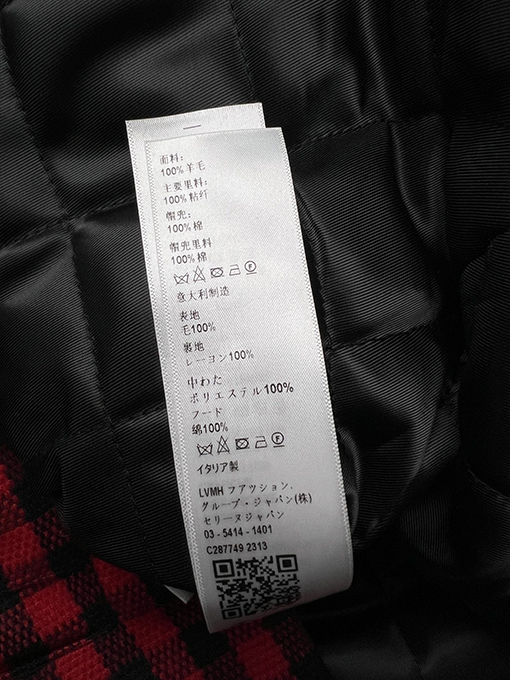 面料:
100%羊毛
主要里料:
100%粘纤
帽兜:
100%棉
帽兜里料
100%棉
意大利制造
表地
毛100%
裏地
レーヨン100%
中わた
ポリエステル100%
フード
綿100%
イタリア製
LVMH ファッション.
グループ・ジャパン(株)
セリーヌジャパン
03 - 5414 - 1401
C287749 2313